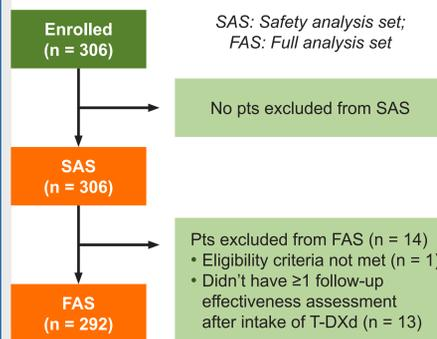 Enrolled
(n = 306)
SAS: Safety analysis set;
FAS: Full analysis set
No pts excluded from SAS
SAS
(n = 306)
Pts excluded from FAS (n = 14)
• Eligibility criteria not met (n = 1)
• Didn't have ≥1 follow-up
effectiveness assessment
after intake of T-DXd (n = 13)
FAS
(n = 292)